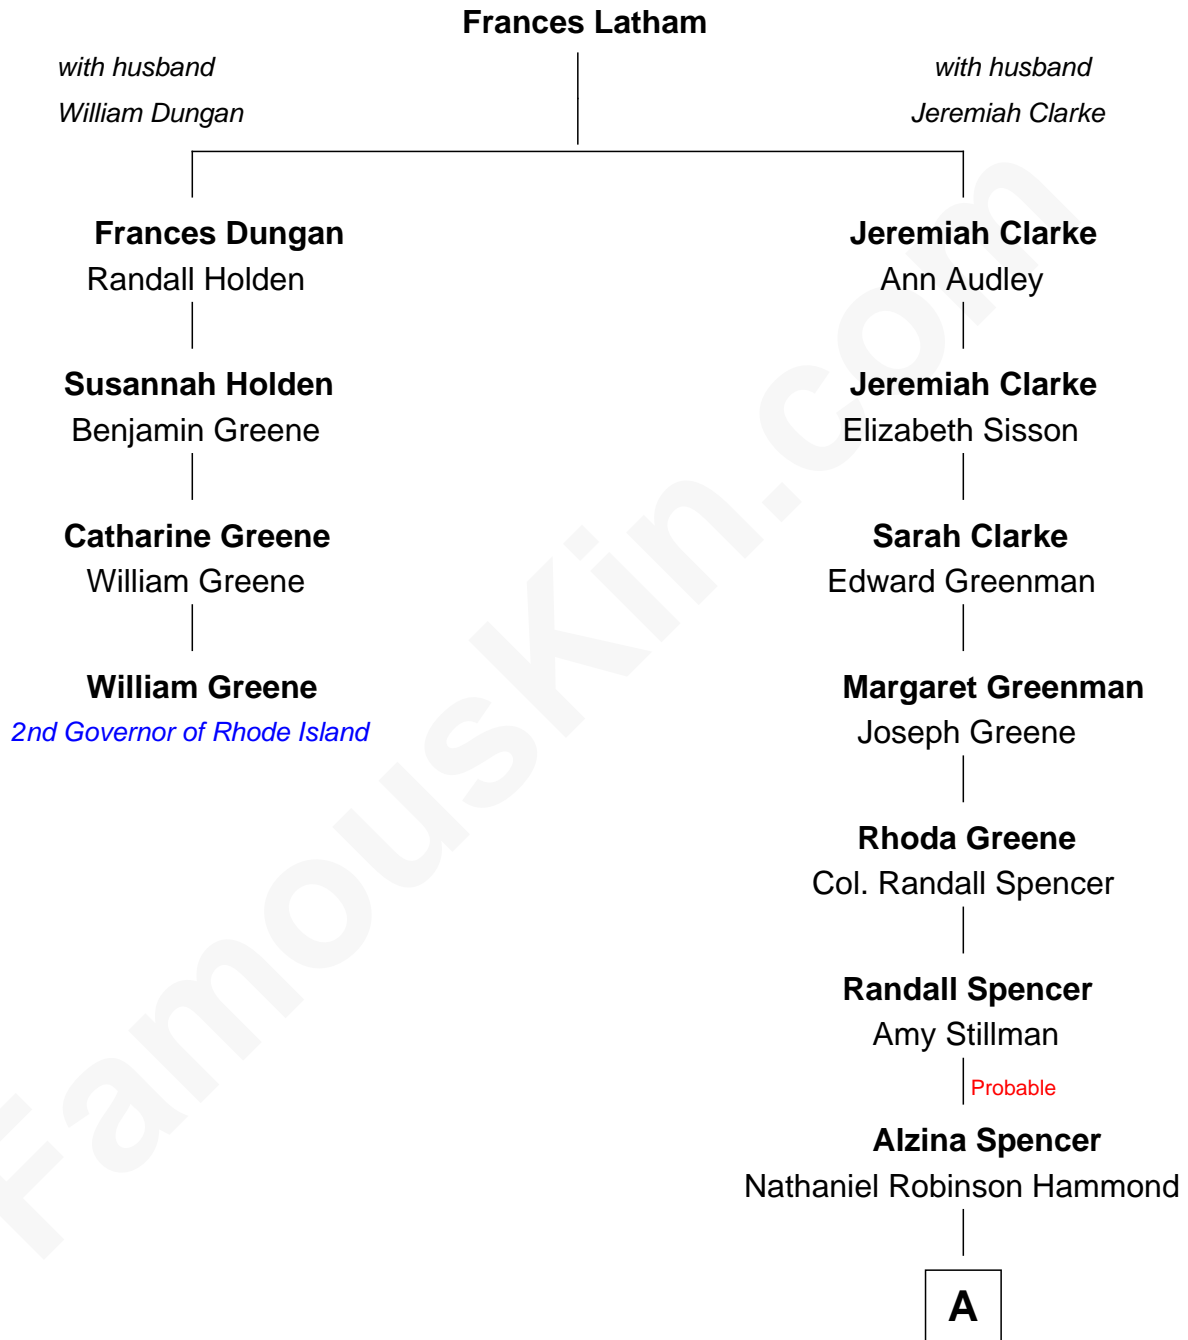 Frances Latham
with husband
William Dungan
with husband
Jeremiah Clarke
Frances Dungan
Randall Holden
Jeremiah Clarke
Ann Audley
Susannah Holden
Benjamin Greene
Jeremiah Clarke
Elizabeth Sisson
Catharine Greene
William Greene
Sarah Clarke
Edward Greenman
William Greene
2nd Governor of Rhode Island
Margaret Greenman
Joseph Greene
Rhoda Greene
Col. Randall Spencer
Randall Spencer
Amy Stillman
Probable
Alzina Spencer
Nathaniel Robinson Hammond
A
FamousKin.com